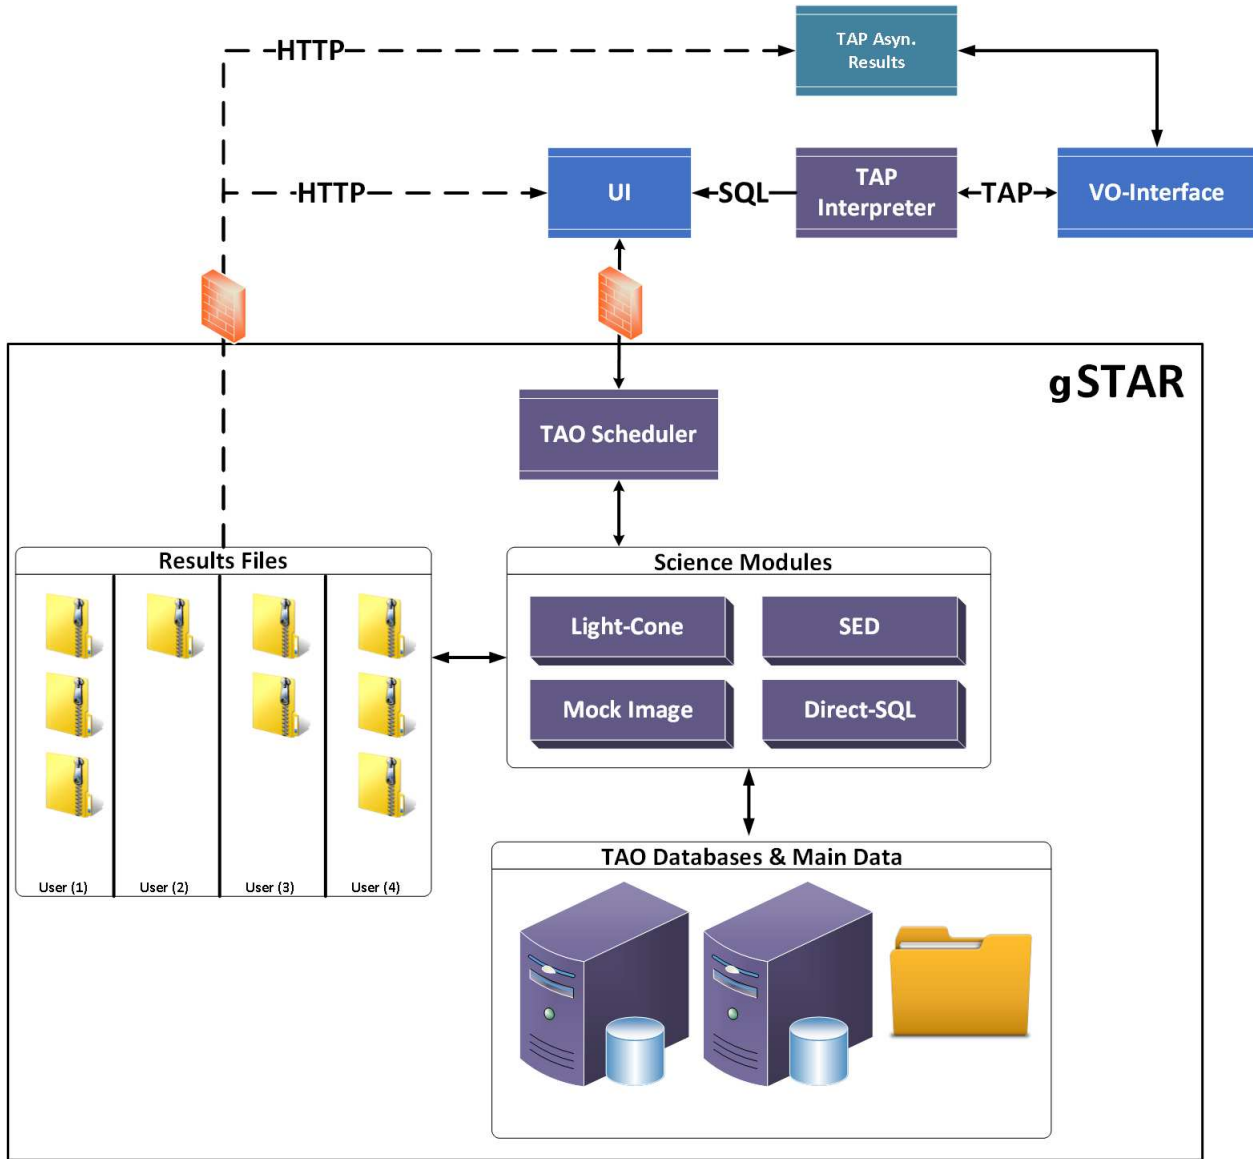 HTTP
TAP Asyn.
Results
HTTP
UI
SQL
TAP
Interpreter
TAP
VO-Interface
gSTAR
TAO Scheduler
Results Files
User (1)
User (2)
User (3)
User (4)
Science Modules
Light-Cone
SED
Mock Image
Direct-SQL
TAO Databases & Main Data